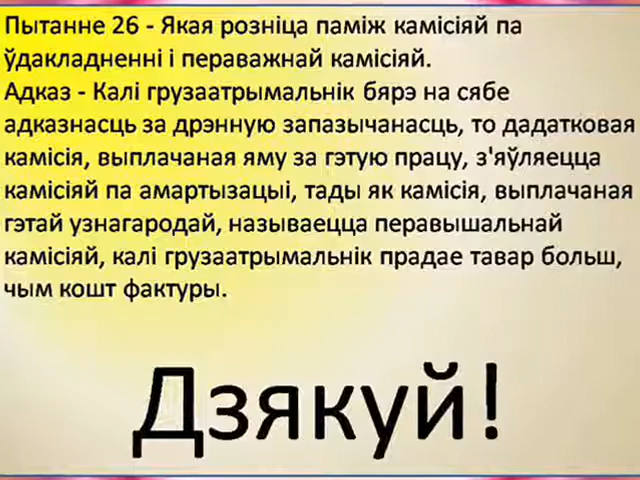 Пытанне 26 - Якая розніца паміж камісіяй па
ўдакладненні і пераважнай камісіяй.
Адказ - Калі грузаатрымальнік бярэ на сябе
адказнасць за дрэнную запазычанасць, то дадатковая
камісія, выплачаная яму за гэтую працу, з'яўляецца
камісіяй па амартызацыі, тады як камісія, выплачаная
гэтай узнагародай, называецца перавышальнай
камісіяй, калі грузаатрымальнік прадае тавар больш,
чым кошт фактуры.
Дзякуй!